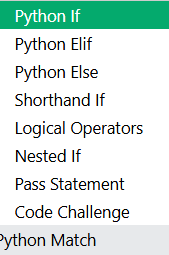 Python If
Python Elif
Python Else
Shorthand If
Logical Operators
Nested If
Pass Statement
Code Challenge
Python Match